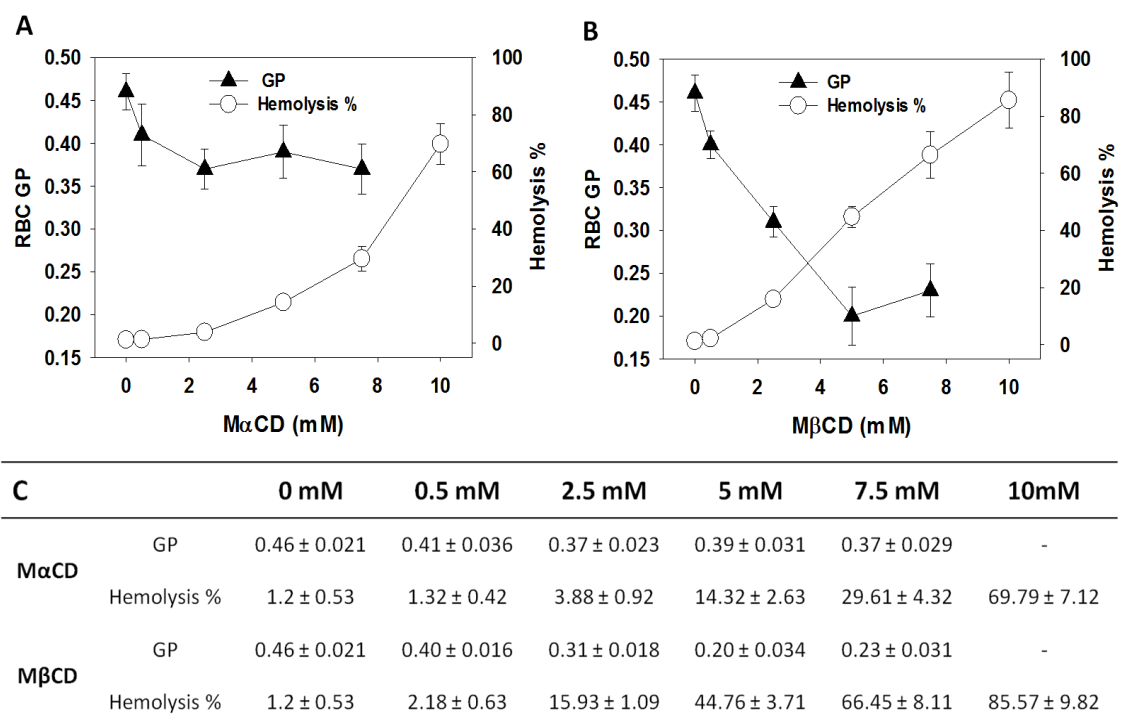 A
B
GP
Hemolysis %
0.50
0.45
0.40
0.35
0.30
0.25
0.20
0.15
RBC GP
100
80
60
40
20
0
Hemolysis %
0 2 4 6 8 10
MαCD (mM)
GP
Hemolysis %
0.50
0.45
0.40
0.35
0.30
0.25
0.20
0.15
RBC GP
100
80
60
40
20
0
Hemolysis %
0 2 4 6 8 10
MβCD (mM)
C 0 mM 0.5 mM 2.5 mM 5 mM 7.5 mM 10mM
GP 0.46 ± 0.021 0.41 ± 0.036 0.37 ± 0.023 0.39 ± 0.031 0.37 ± 0.029 -
MαCD
Hemolysis % 1.2 ± 0.53 1.32 ± 0.42 3.88 ± 0.92 14.32 ± 2.63 29.61 ± 4.32 69.79 ± 7.12
GP 0.46 ± 0.021 0.40 ± 0.016 0.31 ± 0.018 0.20 ± 0.034 0.23 ± 0.031 -
MβCD
Hemolysis % 1.2 ± 0.53 2.18 ± 0.63 15.93 ± 1.09 44.76 ± 3.71 66.45 ± 8.11 85.57 ± 9.82